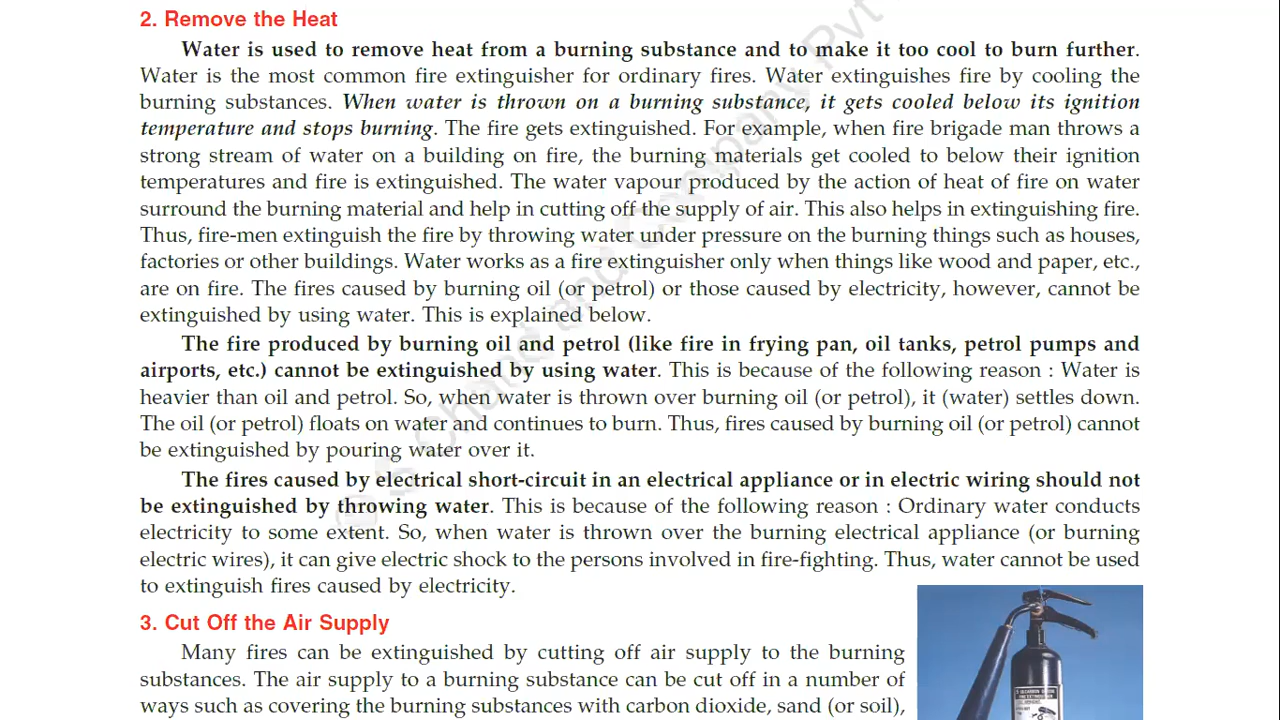 2. Remove the Heat
Water is used to remove heat from a burning substance and to make it too cool to burn further.
Water is the most common fire extinguisher for ordinary fires. Water extinguishes fire by cooling the
burning substances. When water is thrown on a burning substance, it gets cooled below its ignition
temperature and stops burning. The fire gets extinguished. For example, when fire brigade man throws a
strong stream of water on a building on fire, the burning materials get cooled to below their ignition
temperatures and fire is extinguished. The water vapour produced by the action of heat of fire on water
surround the burning material and help in cutting off the supply of air. This also helps in extinguishing fire.
Thus, fire-men extinguish the fire by throwing water under pressure on the burning things such as houses,
factories or other buildings. Water works as a fire extinguisher only when things like wood and paper, etc.,
are on fire. The fires caused by burning oil (or petrol) or those caused by electricity, however, cannot be
extinguished by using water. This is explained below.
The fire produced by burning oil and petrol (like fire in frying pan, oil tanks, petrol pumps and
airports, etc.) cannot be extinguished by using water. This is because of the following reason : Water is
heavier than oil and petrol. So, when water is thrown over burning oil (or petrol), it (water) settles down.
The oil (or petrol) floats on water and continues to burn. Thus, fires caused by burning oil (or petrol) cannot
be extinguished by pouring water over it.
The fires caused by electrical short-circuit in an electrical appliance or in electric wiring should not
be extinguished by throwing water. This is because of the following reason : Ordinary water conducts
electricity to some extent. So, when water is thrown over the burning electrical appliance (or burning
electric wires), it can give electric shock to the persons involved in fire-fighting. Thus, water cannot be used
to extinguish fires caused by electricity.
3. Cut Off the Air Supply
Many fires can be extinguished by cutting off air supply to the burning
substances. The air supply to a burning substance can be cut off in a number of
ways such as covering the burning substances with carbon dioxide, sand (or soil),
© S Chand and Company Pvt